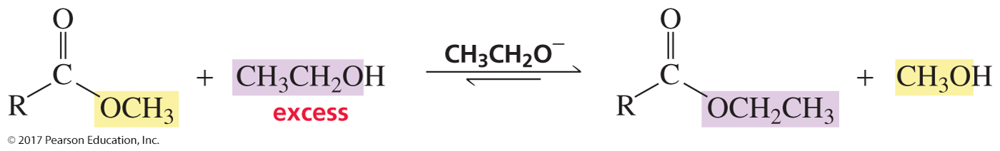 O
C
R
OCH₃
+
CH₃CH₂OH
excess
CH₃CH₂O⁻
O
C
R
OCH₂CH₃
+
CH₃OH
© 2017 Pearson Education, Inc.